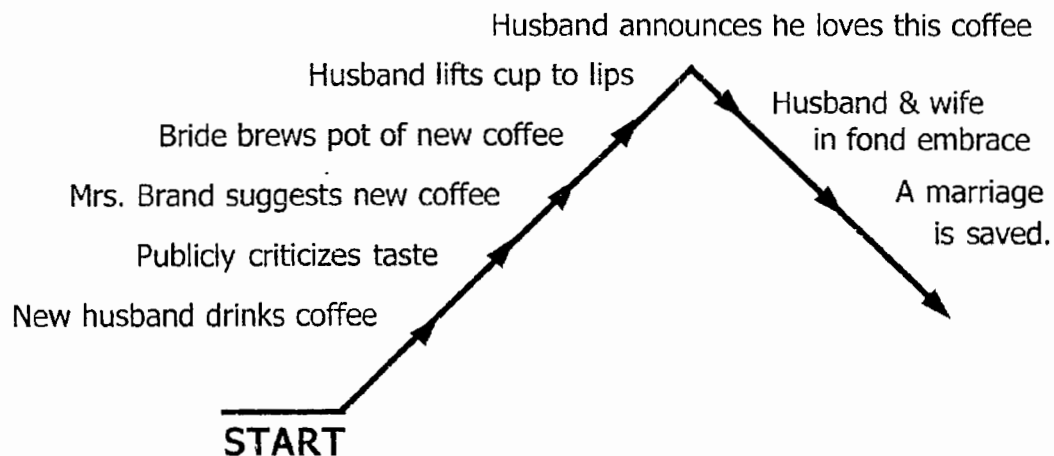 Husband announces he loves this coffee
Husband lifts cup to lips
Husband & wife
in fond embrace
Bride brews pot of new coffee
Mrs. Brand suggests new coffee
A marriage
is saved.
Publicly criticizes taste
New husband drinks coffee
START